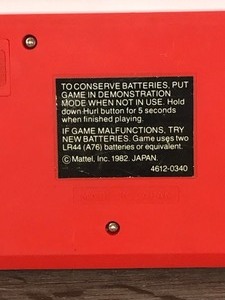 TO CONSERVE BATTERIES, PUT
GAME IN DEMONSTRATION
MODE WHEN NOT IN USE. Hold
down Hurl button for 5 seconds
when finished playing.
IF GAME MALFUNCTIONS, TRY
NEW BATTERIES. Game uses two
LR44 (A76) batteries or equivalent.
© Mattel, Inc. 1982. JAPAN.
4612-0340